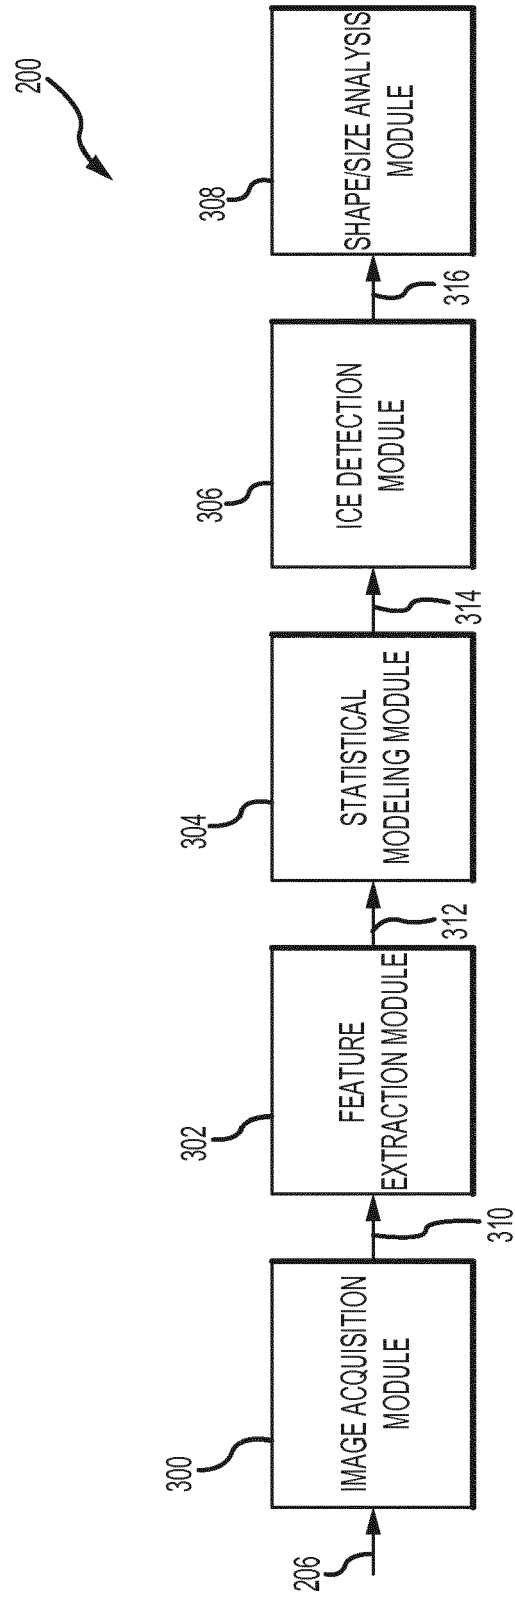 200
300
IMAGE ACQUISITION
MODULE
302
FEATURE
EXTRACTION MODULE
304
STATISTICAL
MODELING MODULE
306
ICE DETECTION
MODULE
308
SHAPE/SIZE ANALYSIS
MODULE
206
310
312
314
316